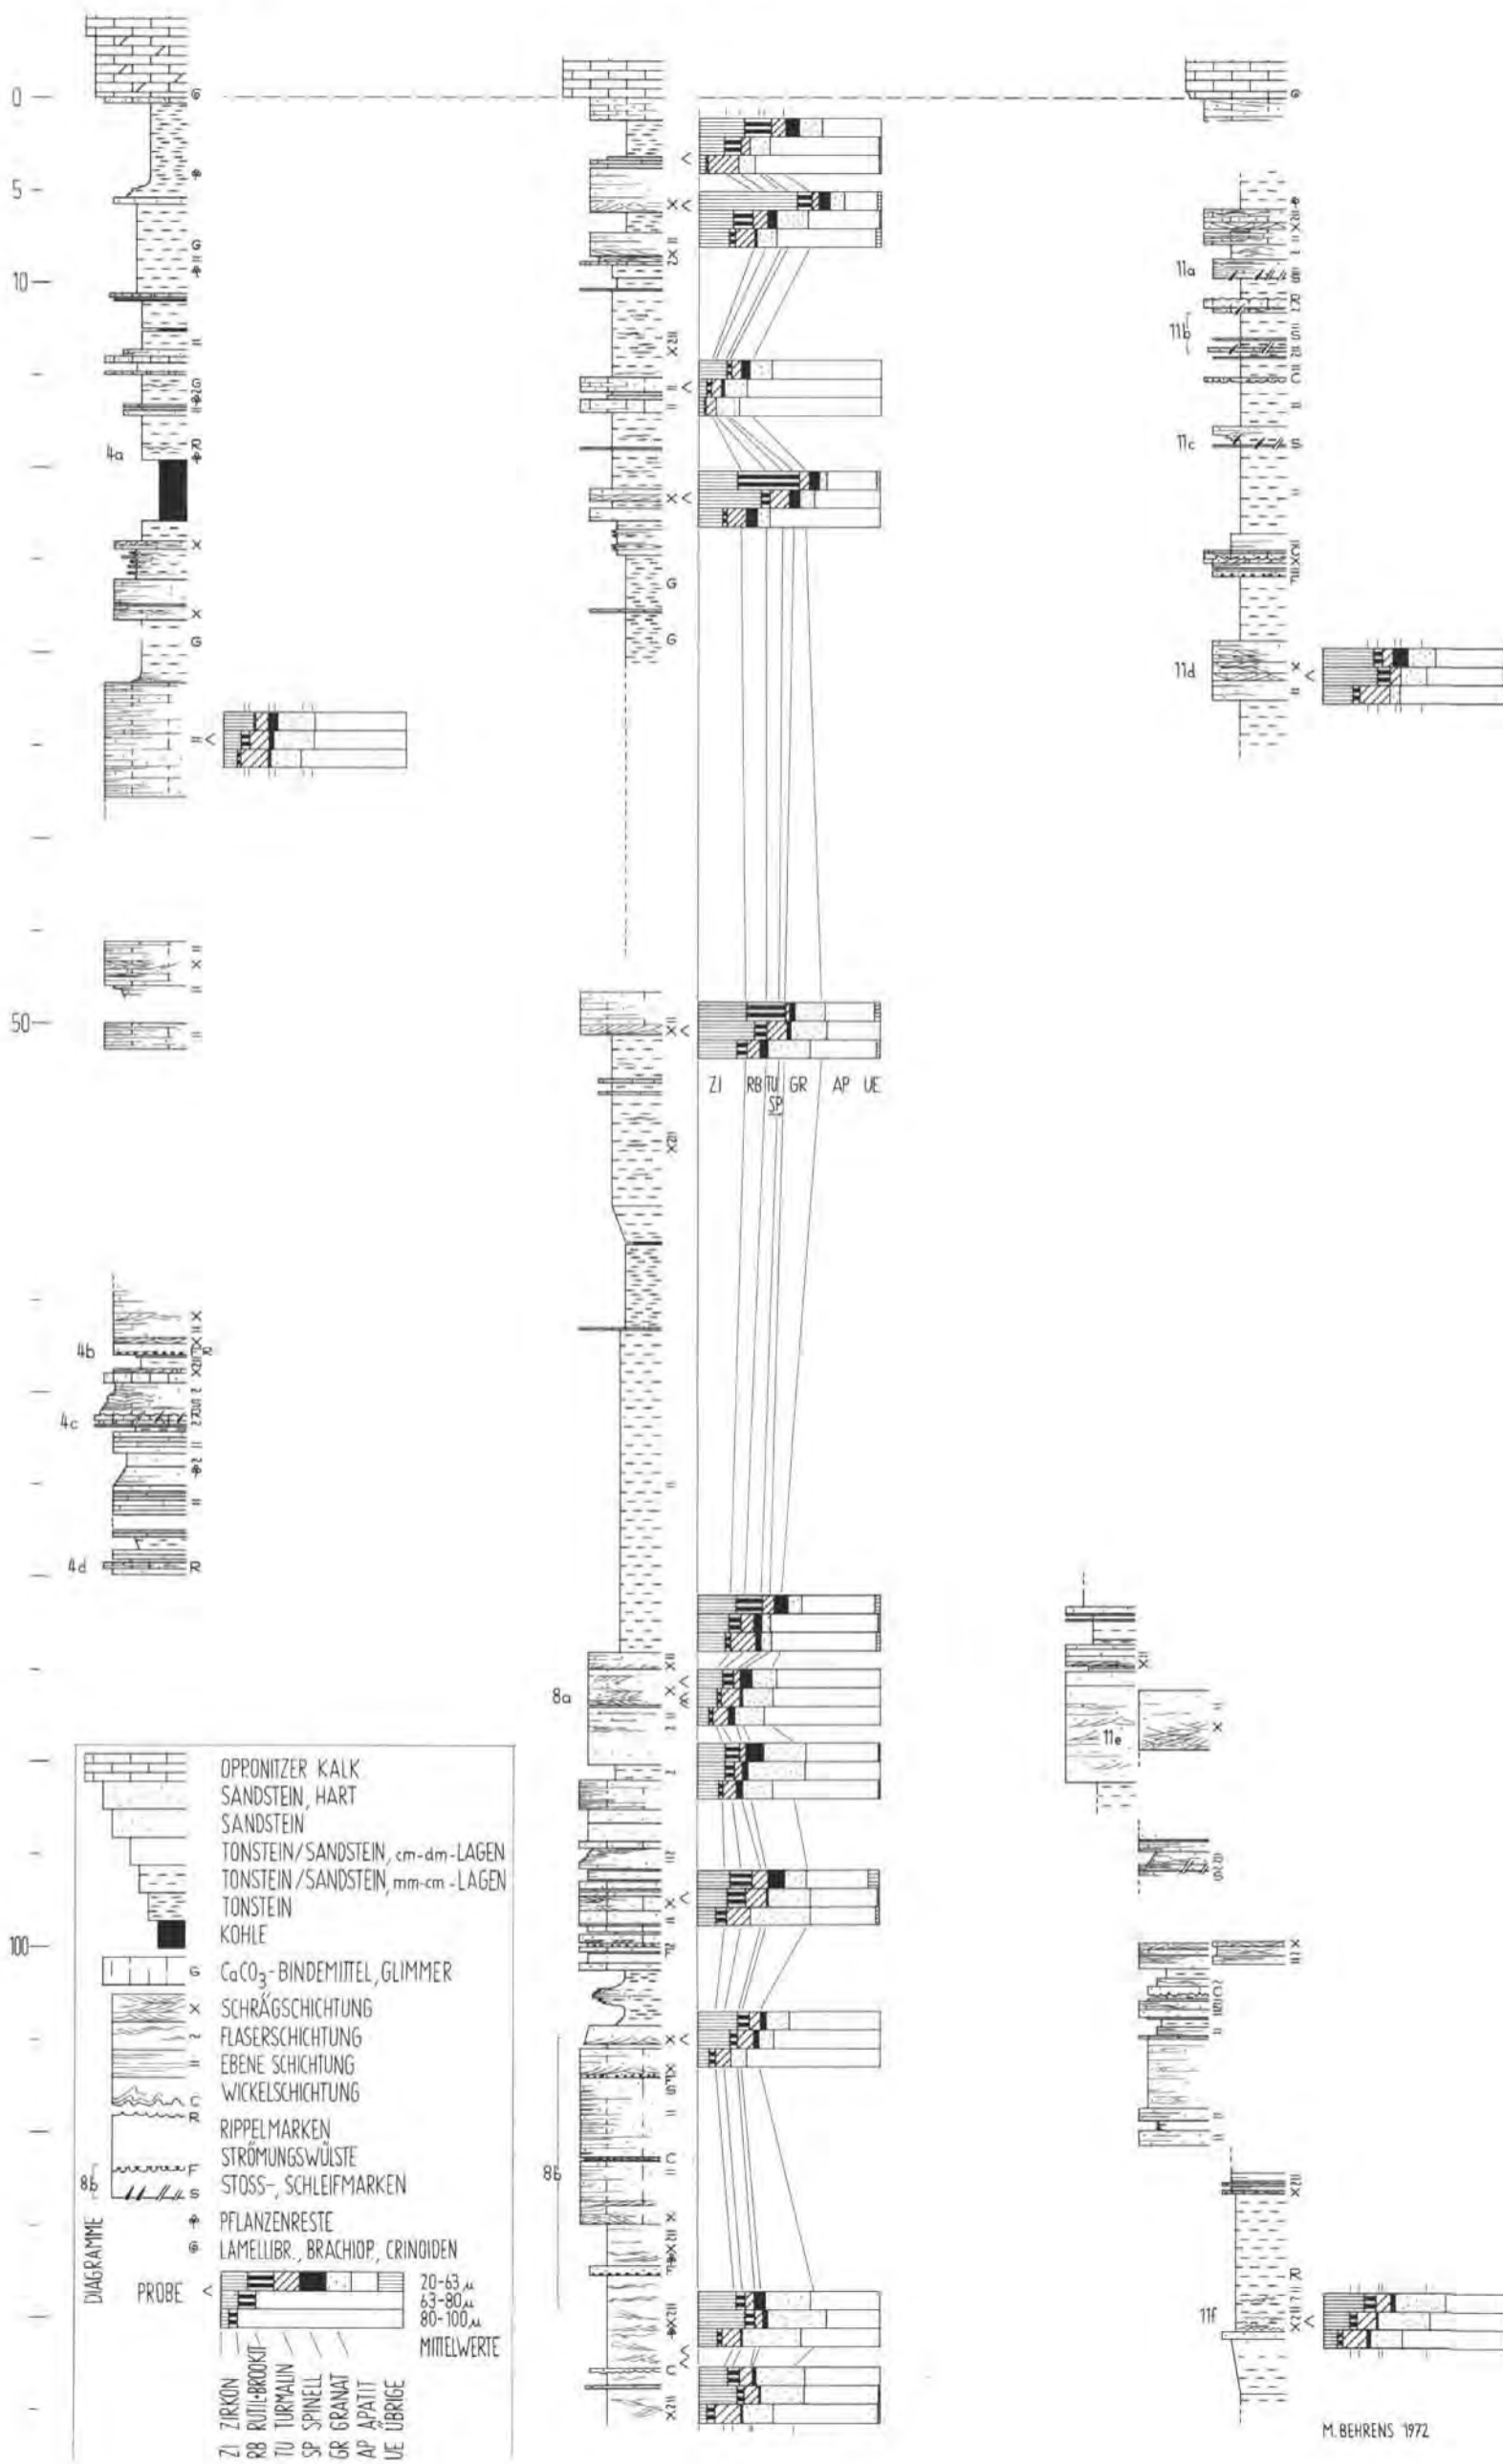 0
5
10
50
100
4a
4b
4c
4d
G
G
X
X
G
X
X
R
R
X
X
X
X
G
G
X
8a
8b
ZI RB TU GR AP UE
SP
X
X
11a
11b
11c
11d
11e
11f
R
OPPONITZER KALK
SANDSTEIN, HART
SANDSTEIN
TONSTEIN/SANDSTEIN, cm-dm-LAGEN
TONSTEIN/SANDSTEIN, mm-cm-LAGEN
TONSTEIN
KOHLE
G CaCO₃-BINDEMITTEL, GLIMMER
X SCHRÄGSCHICHTUNG
~ FLASERSCHICHTUNG
= EBENE SCHICHTUNG
C WICKELSCHICHTUNG
R RIPPELMARKEN
F STRÖMUNGSWÜLSTE
8b S STOSS-, SCHLEIFMARKEN
PFLANZENRESTE
LAMELLIBR., BRACHIOP., CRINOIDEN
DIAGRAMME
PROBE <
20-63 µ
63-80 µ
80-100 µ
MITTELWERTE
ZI ZIRKON
RB RUTIL+BROOKIT
TU TURMALIN
SP SPINELL
GR GRANAT
AP APATIT
UE ÜBRIGE
M. BEHRENS 1972